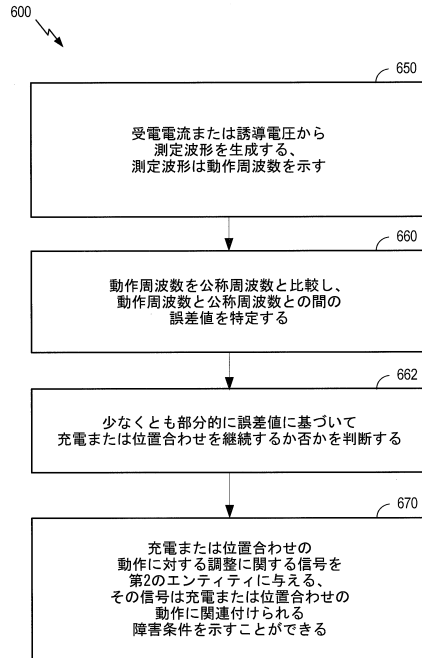 600
650
受電電流または誘導電圧から
測定波形を生成する、
測定波形は動作周波数を示す
660
動作周波数を公称周波数と比較し、
動作周波数と公称周波数との間の
誤差値を特定する
662
少なくとも部分的に誤差値に基づいて
充電または位置合わせを継続するか否かを判断する
670
充電または位置合わせの
動作に対する調整に関する信号を
第2のエンティティに与える、
その信号は充電または位置合わせの
動作に関連付けられる
障害条件を示すことができる